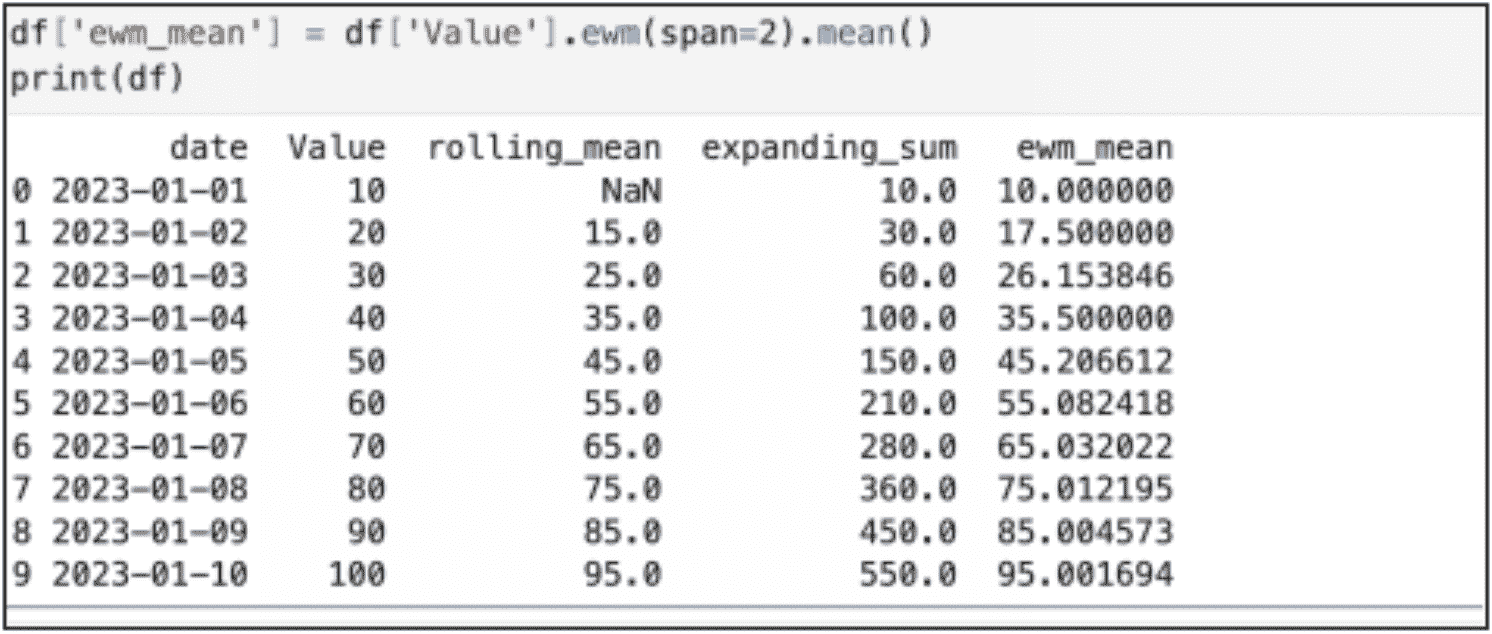 df['ewm_mean'] = df['Value'].ewm(span=2).mean()
print(df)
date Value rolling_mean expanding_sum ewm_mean
0 2023-01-01 10 NaN 10.0 10.000000
1 2023-01-02 20 15.0 30.0 17.500000
2 2023-01-03 30 25.0 60.0 26.153846
3 2023-01-04 40 35.0 100.0 35.500000
4 2023-01-05 50 45.0 150.0 45.206612
5 2023-01-06 60 55.0 210.0 55.082418
6 2023-01-07 70 65.0 280.0 65.032022
7 2023-01-08 80 75.0 360.0 75.012195
8 2023-01-09 90 85.0 450.0 85.004573
9 2023-01-10 100 95.0 550.0 95.001694